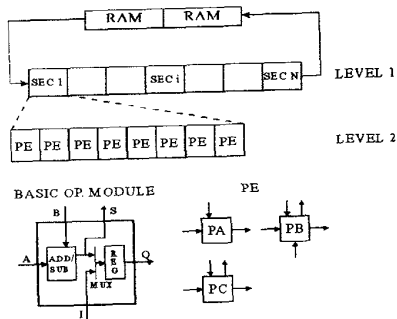 RAM RAM
SEC 1 SEC i SEC N LEVEL 1
PE PE PE PE PE PE PE PE LEVEL 2
BASIC OP. MODULE PE
B S
A ADD/SUB REG Q
MUX
I
PA PB
PC